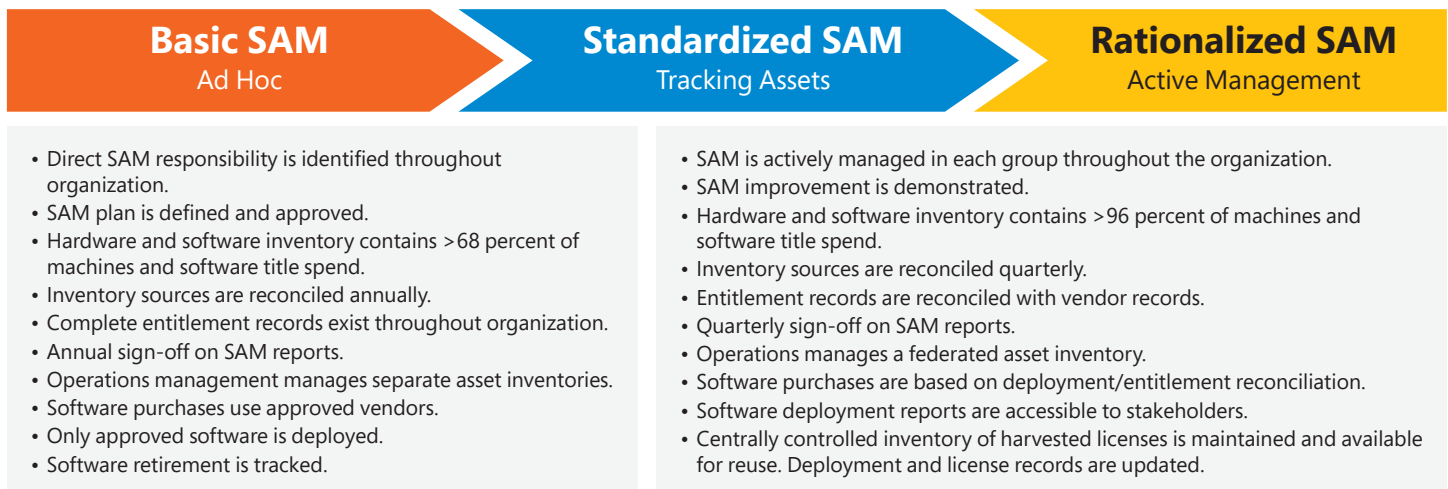 Basic SAM
Ad Hoc
Standardized SAM
Tracking Assets
Rationalized SAM
Active Management
• Direct SAM responsibility is identified throughout
organization.
• SAM plan is defined and approved.
• Hardware and software inventory contains >68 percent of
machines and software title spend.
• Inventory sources are reconciled annually.
• Complete entitlement records exist throughout organization.
• Annual sign-off on SAM reports.
• Operations management manages separate asset inventories.
• Software purchases use approved vendors.
• Only approved software is deployed.
• Software retirement is tracked.
• SAM is actively managed in each group throughout the organization.
• SAM improvement is demonstrated.
• Hardware and software inventory contains >96 percent of machines and
software title spend.
• Inventory sources are reconciled quarterly.
• Entitlement records are reconciled with vendor records.
• Quarterly sign-off on SAM reports.
• Operations manages a federated asset inventory.
• Software purchases are based on deployment/entitlement reconciliation.
• Software deployment reports are accessible to stakeholders.
• Centrally controlled inventory of harvested licenses is maintained and available
for reuse. Deployment and license records are updated.